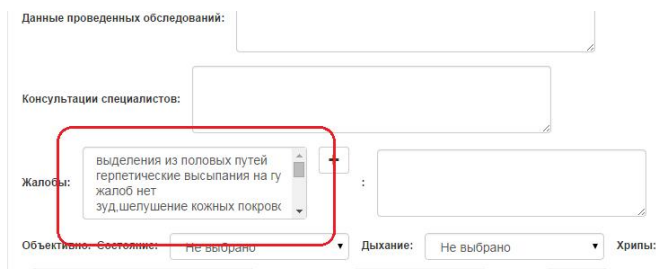 Данные проведенных обследований:
Консультации специалистов:
Жалобы:
выделения из половых путей
герпетические высыпания на гу
жалоб нет
зуд,шелушение кожных покровс
+
:
Объективно: Состояние: Не выбрано Дыхание: Не выбрано Хрипы: